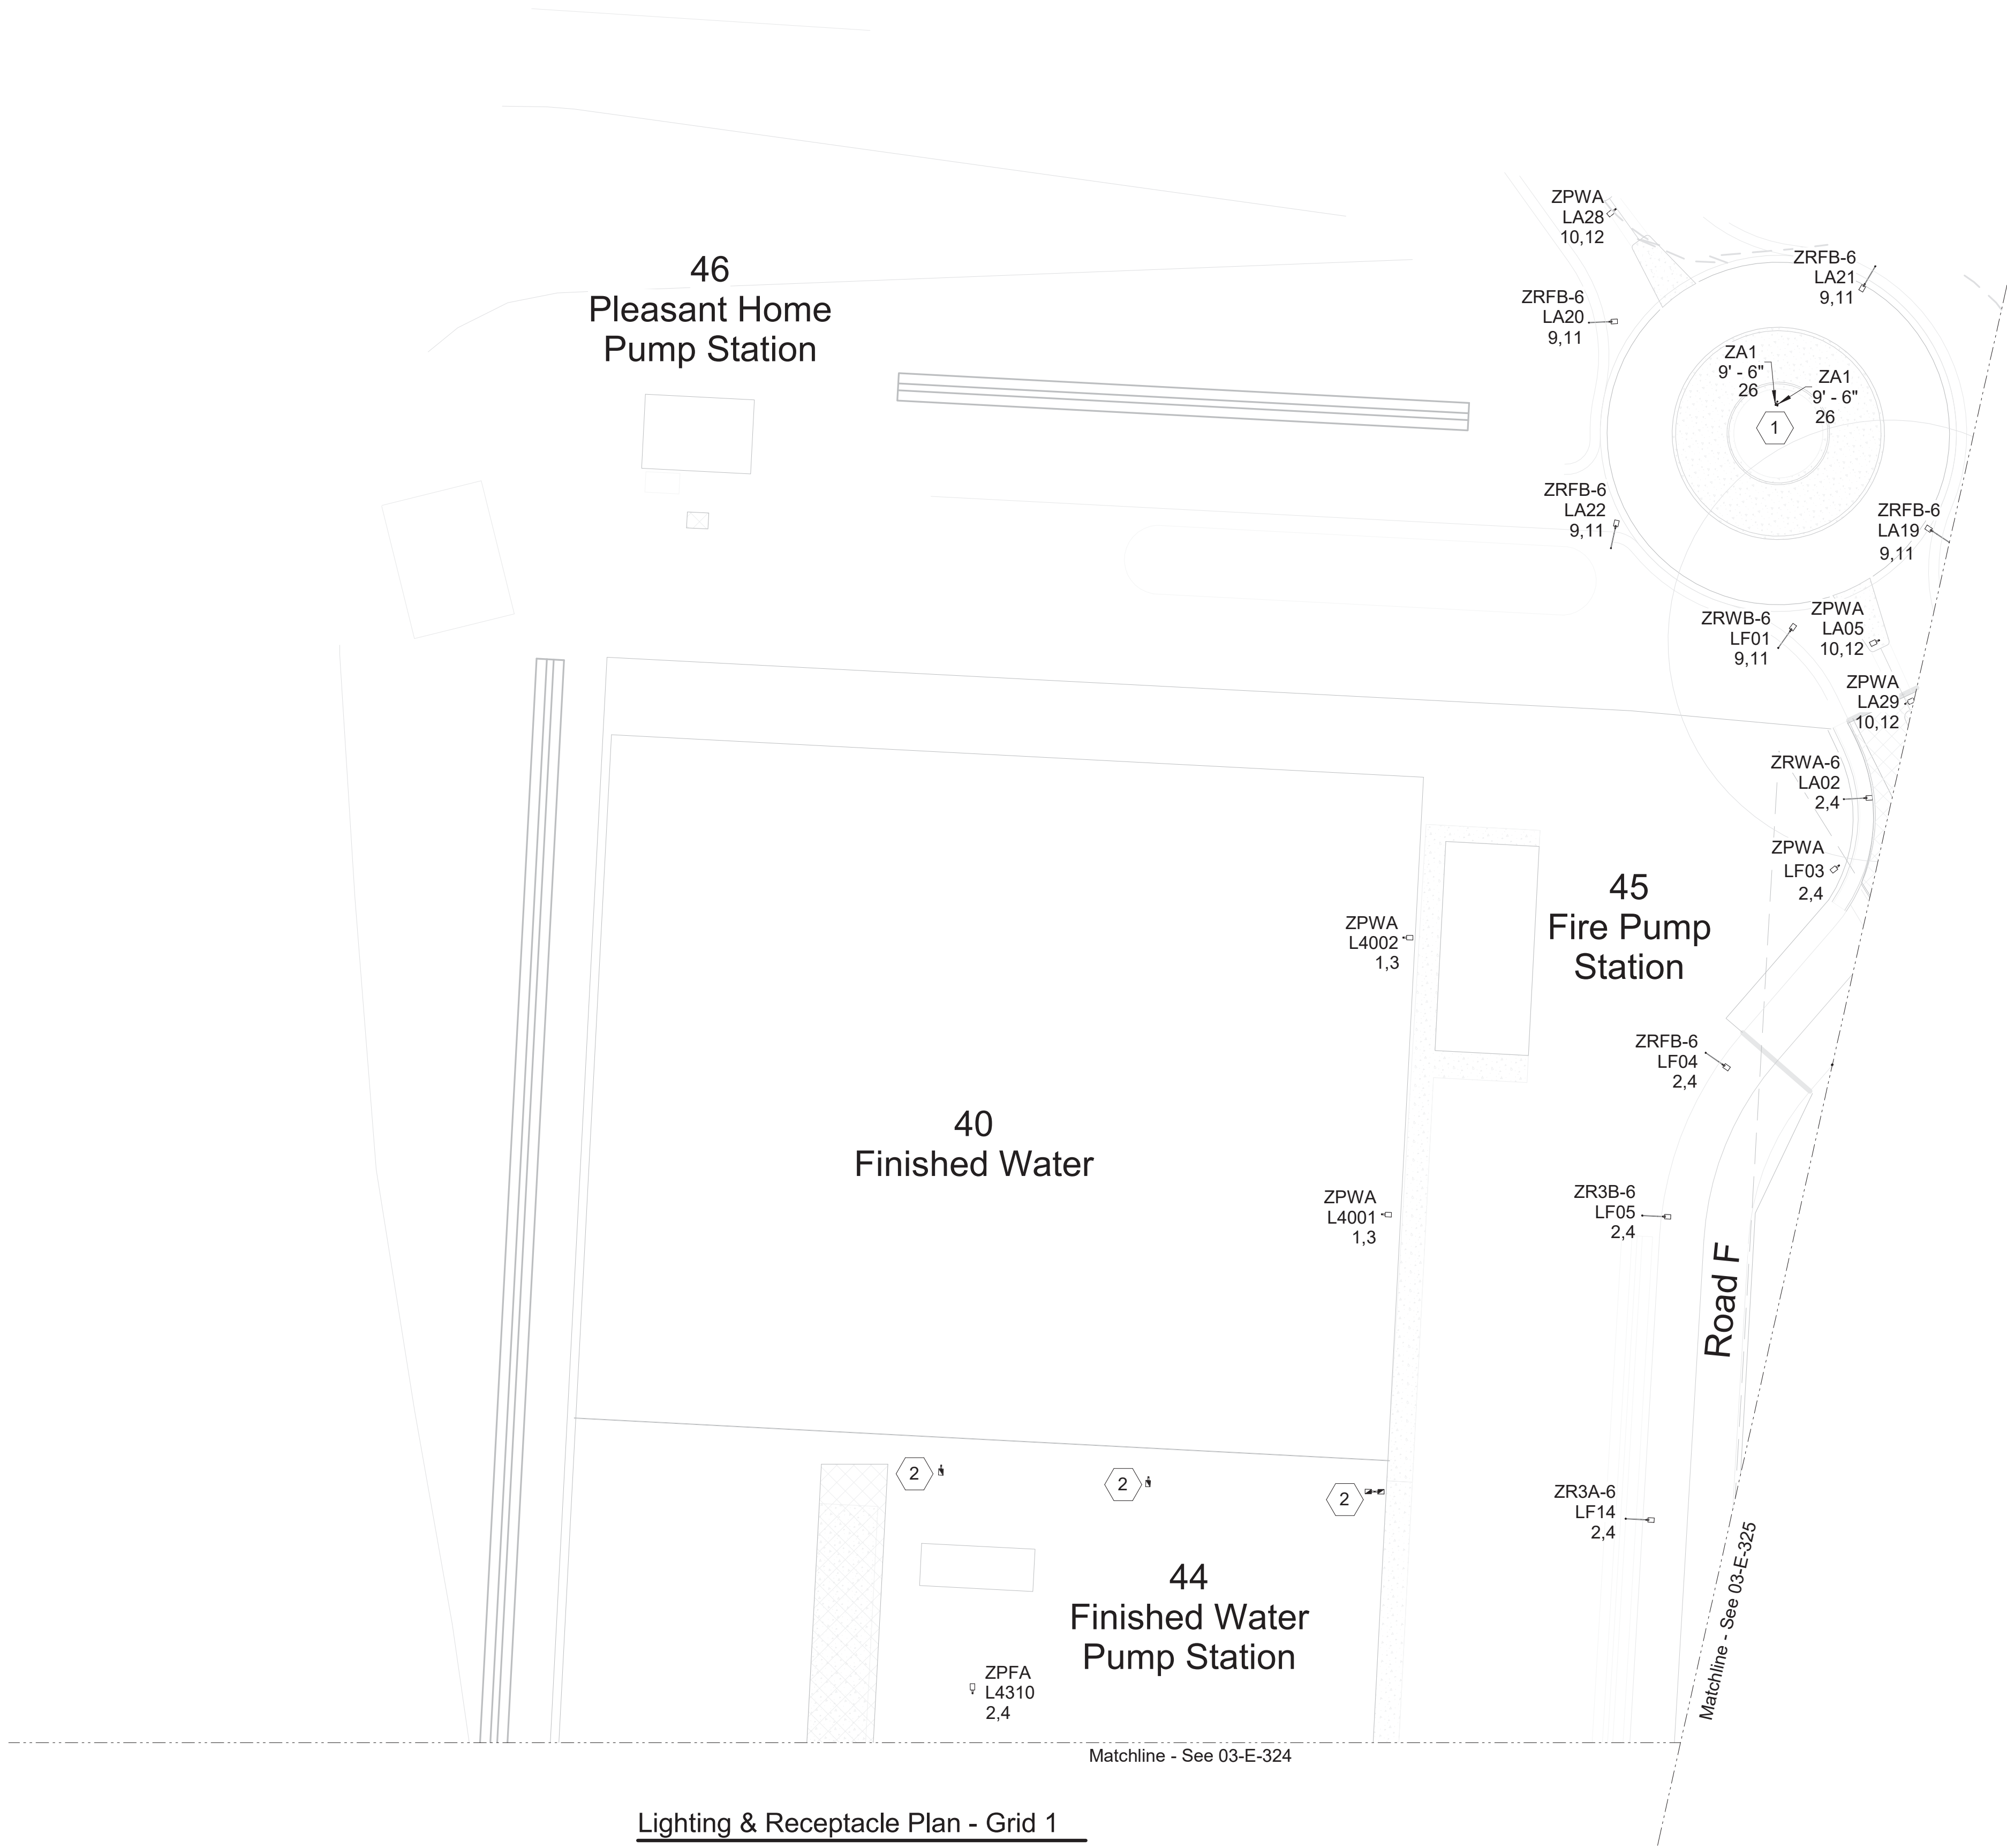 ZPWA
LA28
10,12
46
Pleasant Home
Pump Station
ZRFB-6
LA21
9,11
ZRFB-6
LA20
9,11
ZA1
9' - 6"
26
ZA1
9' - 6"
26
1
ZRFB-6
LA22
9,11
ZRFB-6
LA19
9,11
ZRWB-6
LF01
9,11
ZPWA
LA05
10,12
ZPWA
LA29
10,12
ZRWA-6
LA02
2,4
ZPWA
LF03
2,4
45
Fire Pump
Station
ZPWA
L4002
1,3
ZRFB-6
LF04
2,4
40
Finished Water
ZPWA
L4001
1,3
ZR3B-6
LF05
2,4
Road F
2
2
2
ZR3A-6
LF14
2,4
44
Finished Water
Pump Station
ZPFA
L4310
2,4
Matchline - See 03-E-325
Matchline - See 03-E-324
Lighting & Receptacle Plan - Grid 1